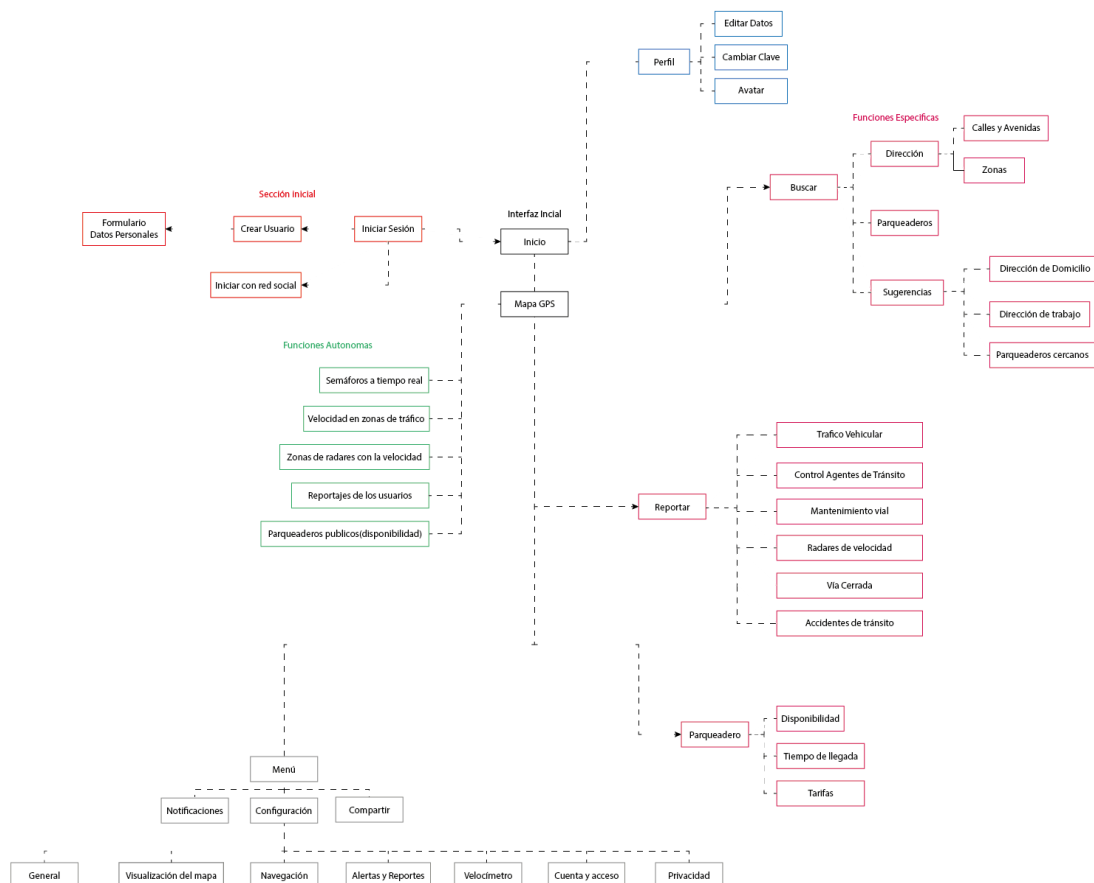 Editar Datos
Perfil
Cambiar Clave
Avatar
Funciones Especificas
Calles y Avenidas
Dirección
Zonas
Buscar
Parqueaderos
Sugerencias
Dirección de Domicilio
Dirección de trabajo
Parqueaderos cercanos
Sección inicial
Formulario
Datos Personales
Crear Usuario
Iniciar Sesión
Iniciar con red social
Interfaz Incial
Inicio
Mapa GPS
Funciones Autonomas
Semáforos a tiempo real
Velocidad en zonas de tráfico
Zonas de radares con la velocidad
Reportajes de los usuarios
Parqueaderos publicos(disponibilidad)
Reportar
Trafico Vehicular
Control Agentes de Tránsito
Mantenimiento vial
Radares de velocidad
Vía Cerrada
Accidentes de tránsito
Parqueadero
Disponibilidad
Tiempo de llegada
Tarifas
Menú
Notificaciones
Configuración
Compartir
General
Visualización del mapa
Navegación
Alertas y Reportes
Velocímetro
Cuenta y acceso
Privacidad